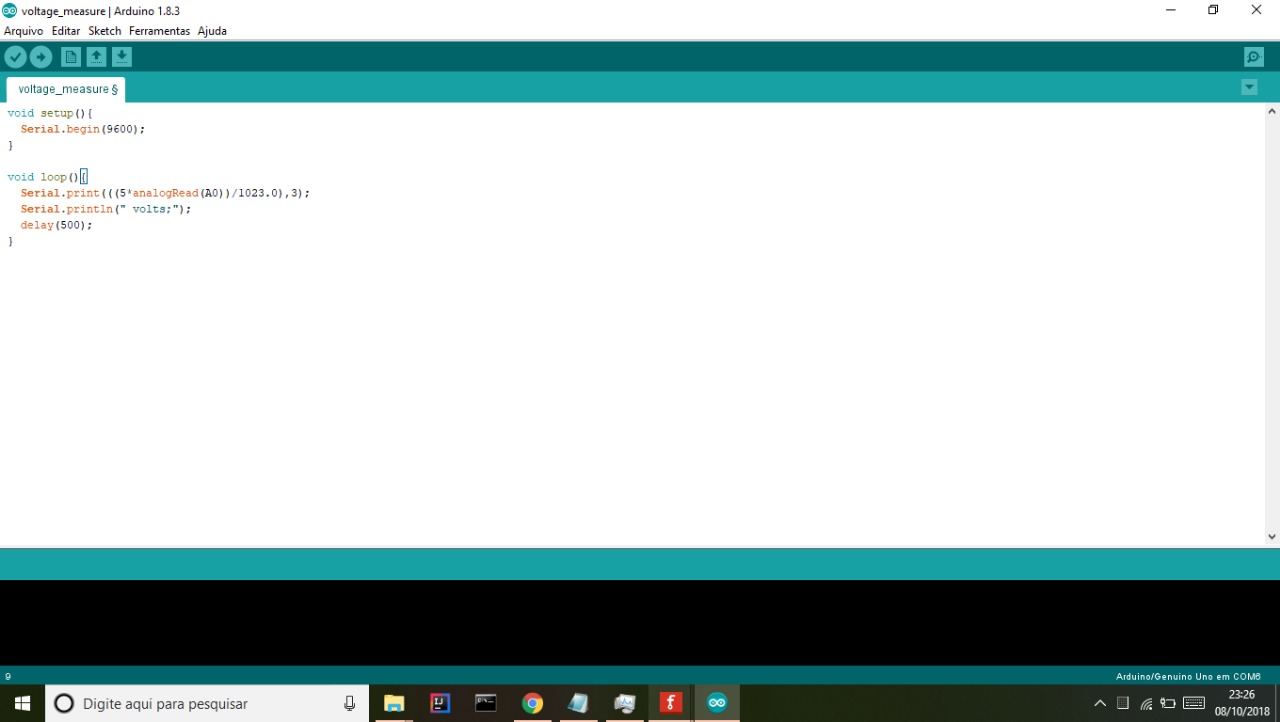 voltage_measure | Arduino 1.8.3
Arquivo Editar Sketch Ferramentas Ajuda
voltage_measure §
void setup(){
  Serial.begin(9600);
}
void loop(){
  Serial.print(((5*analogRead(A0))/1023.0),3);
  Serial.println(" volts;");
  delay(500);
}
9
Arduino/Genuino Uno em COM6
Digite aqui para pesquisar
23:26
08/10/2018